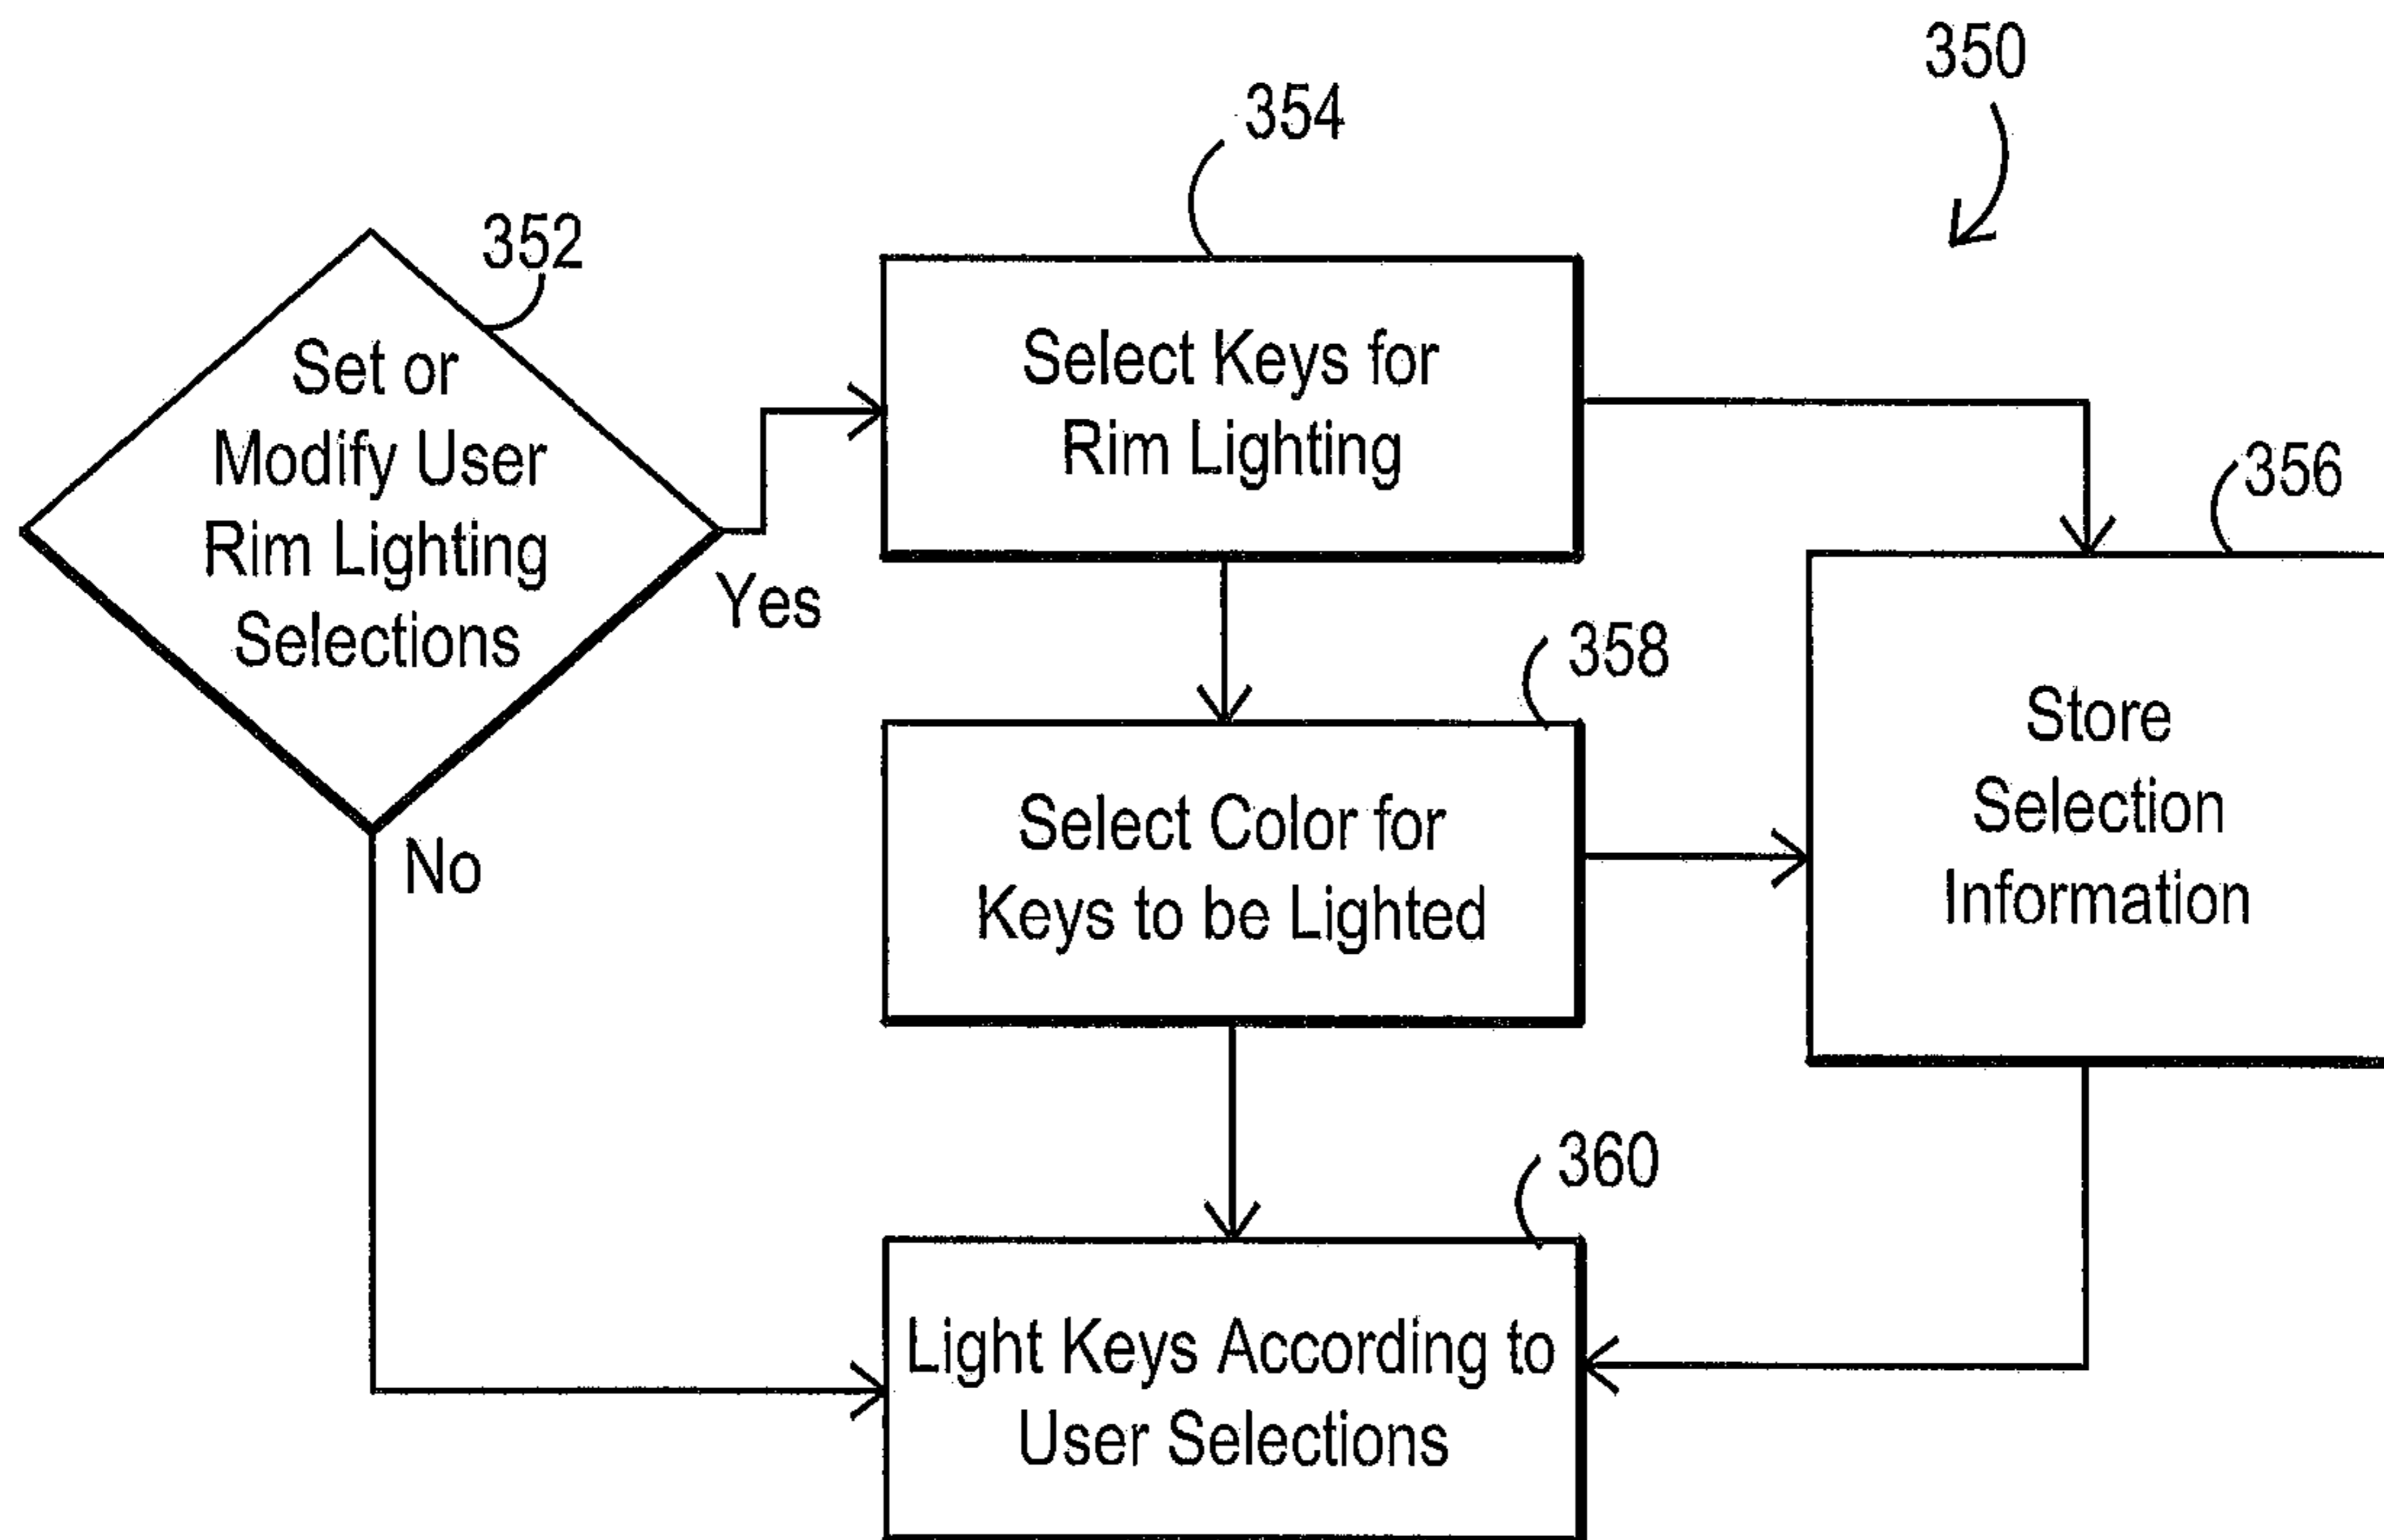 350
354
352
Set or
Modify User
Rim Lighting
Selections
Yes
No
Select Keys for
Rim Lighting
356
Store
Selection
Information
358
Select Color for
Keys to be Lighted
360
Light Keys According to
User Selections